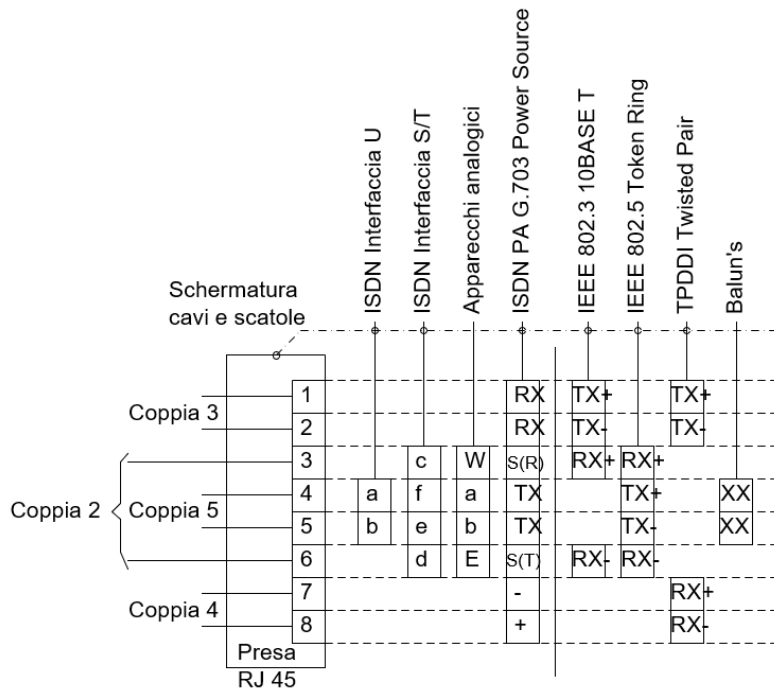 ISDN Interfaccia U
ISDN Interfaccia S/T
Apparecchi analogici
ISDN PA G.703 Power Source
IEEE 802.3 10BASE T
IEEE 802.5 Token Ring
TPDDI Twisted Pair
Balun's
Schermatura
cavi e scatole
Coppia 3
Coppia 2
Coppia 5
Coppia 4
1 RX TX+ TX+
2 RX TX- TX-
3 c W S(R) RX+ RX+
4 a f a TX TX+ XX
5 b e b TX TX- XX
6 d E S(T) RX- RX-
7 - RX+
8 + RX-
Presa
RJ 45